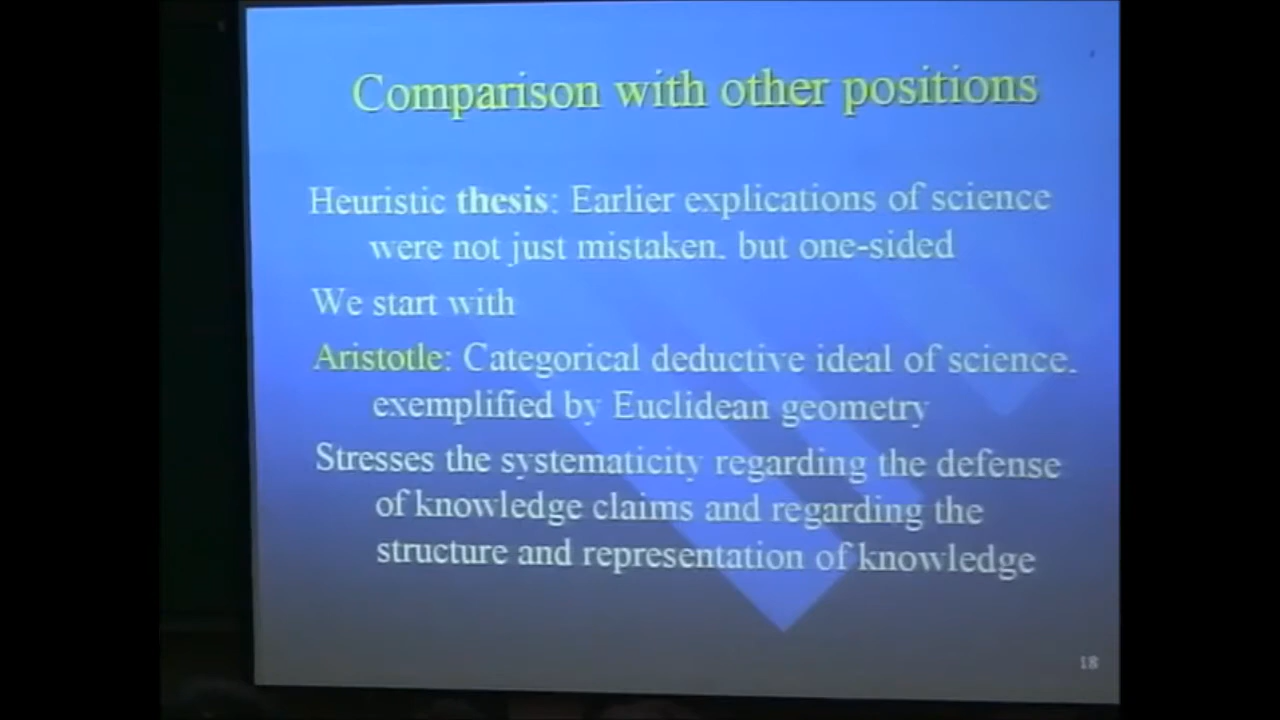 Comparison with other positions
Heuristic thesis: Earlier explications of science
were not just mistaken, but one-sided
We start with
Aristotle: Categorical deductive ideal of science,
exemplified by Euclidean geometry
Stresses the systematicity regarding the defense
of knowledge claims and regarding the
structure and representation of knowledge
18